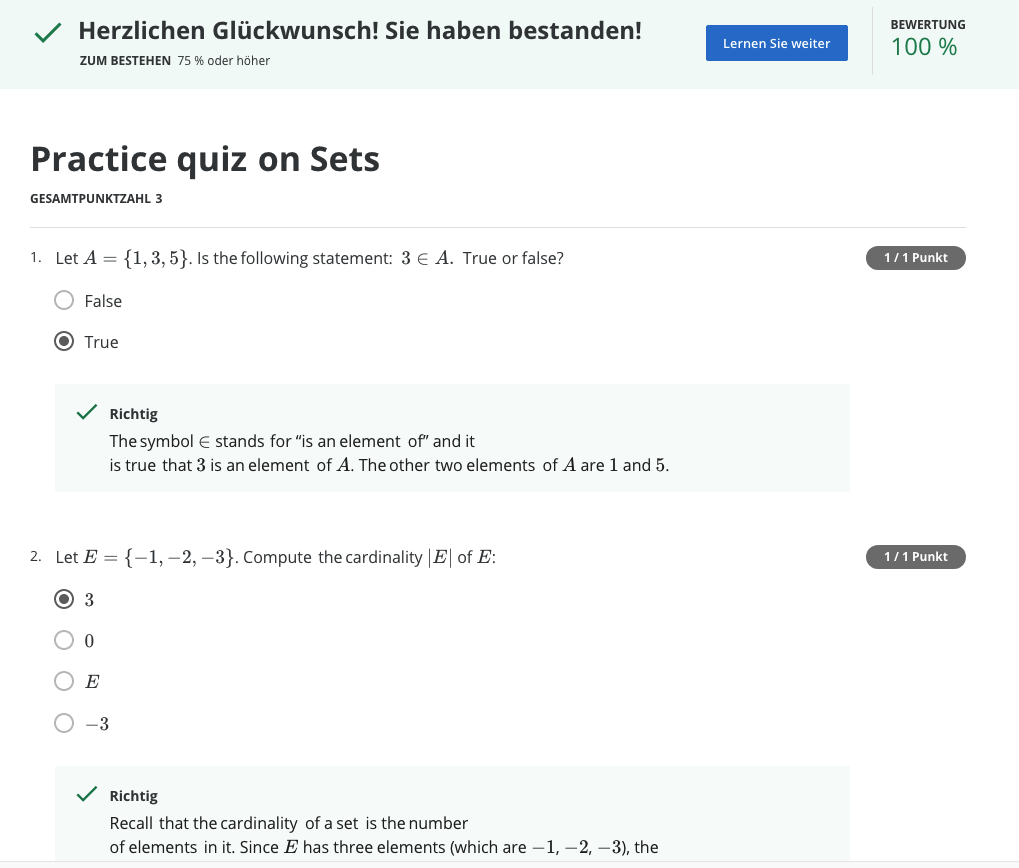 Herzlichen Glückwunsch! Sie haben bestanden!
ZUM BESTEHEN 75 % oder höher
Lernen Sie weiter
BEWERTUNG
100 %
Practice quiz on Sets
GESAMTPUNKTZAHL 3
1. Let A = {1, 3, 5}. Is the following statement: 3 ∈ A. True or false?
1 / 1 Punkt
False
True
Richtig
The symbol ∈ stands for “is an element of” and it
is true that 3 is an element of A. The other two elements of A are 1 and 5.
2. Let E = {−1, −2, −3}. Compute the cardinality |E| of E:
1 / 1 Punkt
3
0
E
−3
Richtig
Recall that the cardinality of a set is the number
of elements in it. Since E has three elements (which are −1, −2, −3), the